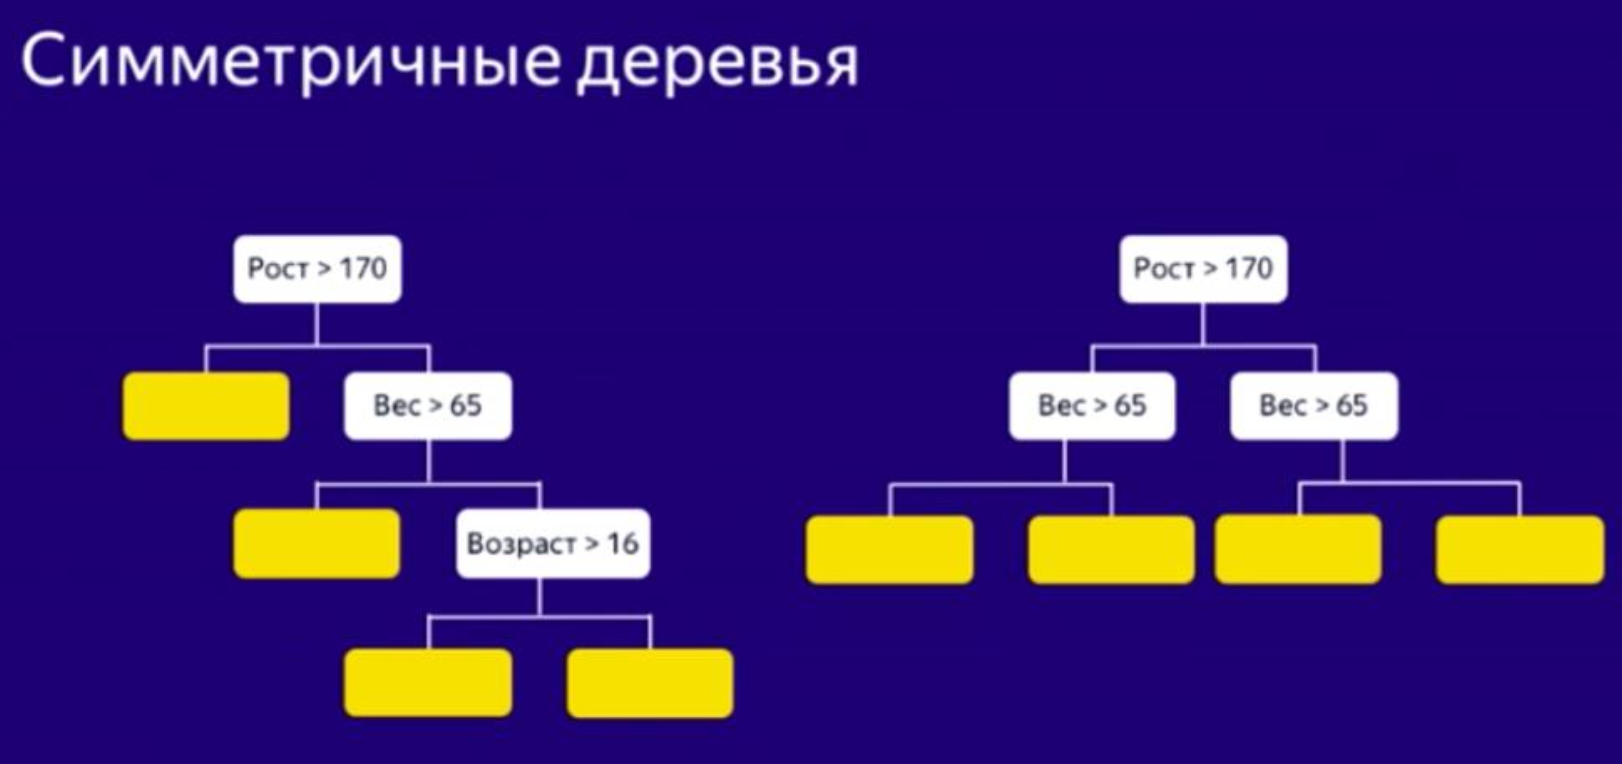 Симметричные деревья
Рост > 170
Вес > 65
Возраст > 16
Рост > 170
Вес > 65
Вес > 65